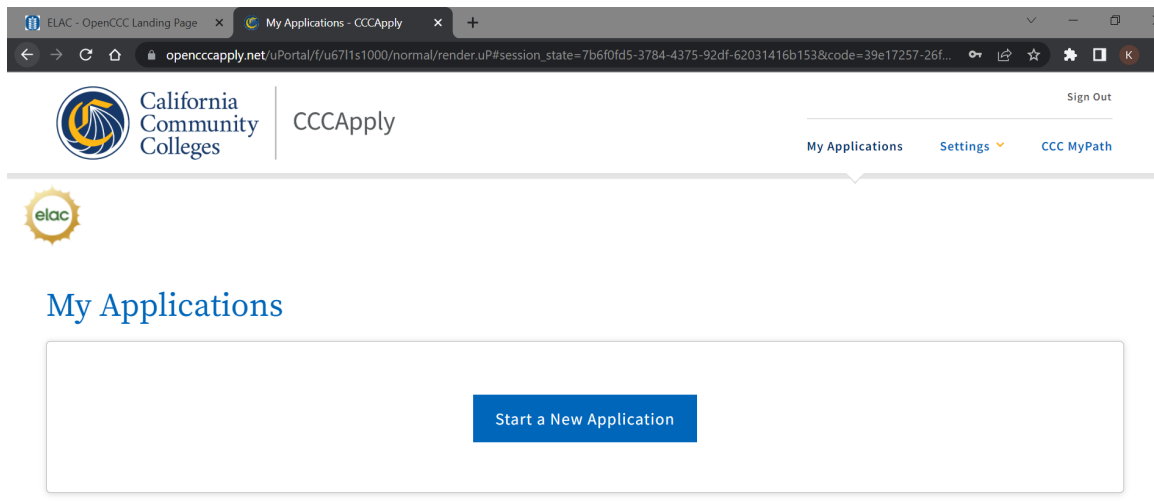 ELAC - OpenCCC Landing Page
My Applications - CCCApply
opencccapply.net/uPortal/f/u67l1s1000/normal/render.uP#session_state=7b6f0fd5-3784-4375-92df-62031416b153&code=39e17257-26f...
K
California
Community
Colleges
CCCApply
Sign Out
My Applications Settings CCC MyPath
elac
My Applications
Start a New Application